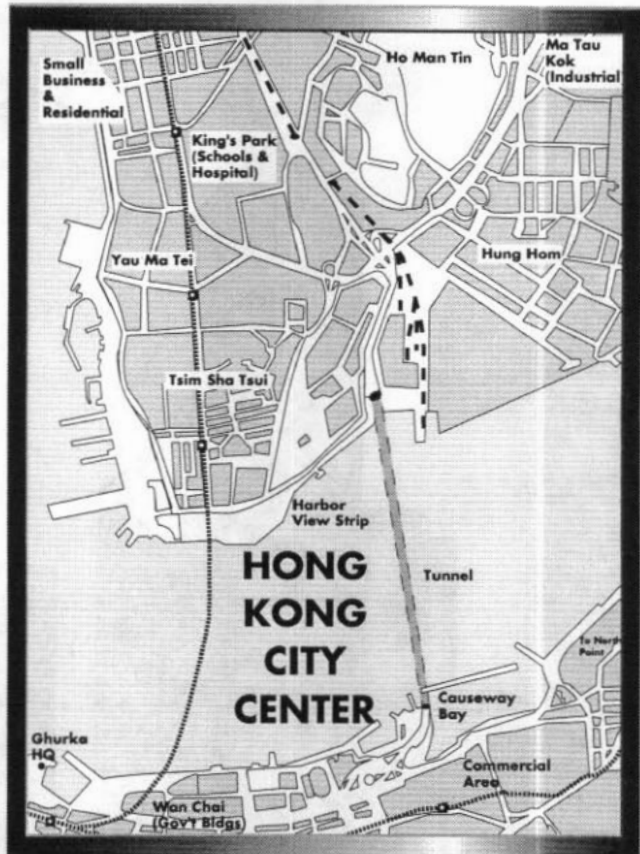 Small
Business
&
Residential
Ho Man Tin
Ma Tau
Kok
(Industrial)
King's Park
(Schools &
Hospital)
Yau Ma Tei
Hung Hom
Tsim Sha Tsui
Harbor
View Strip
HONG
KONG
CITY
CENTER
Tunnel
To North
Point
Causeway
Bay
Ghurka
HQ
Commercial
Area
Wan Chai
(Gov't Bldgs)